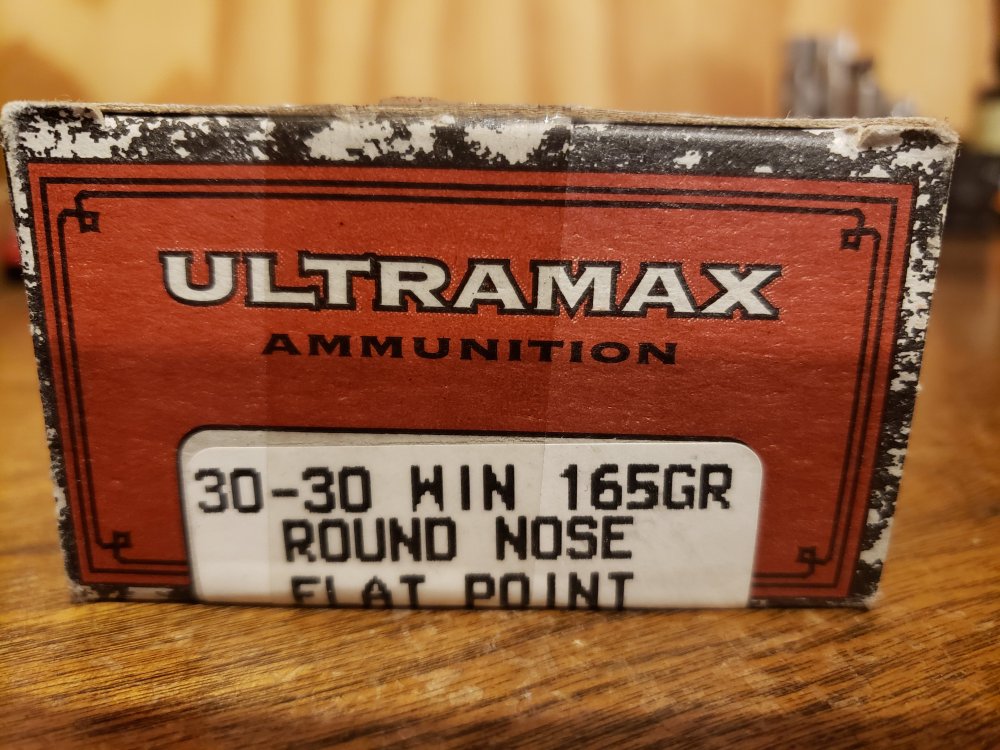 ULTRAMAX
AMMUNITION
30-30 WIN 165GR
ROUND NOSE
FLAT POINT